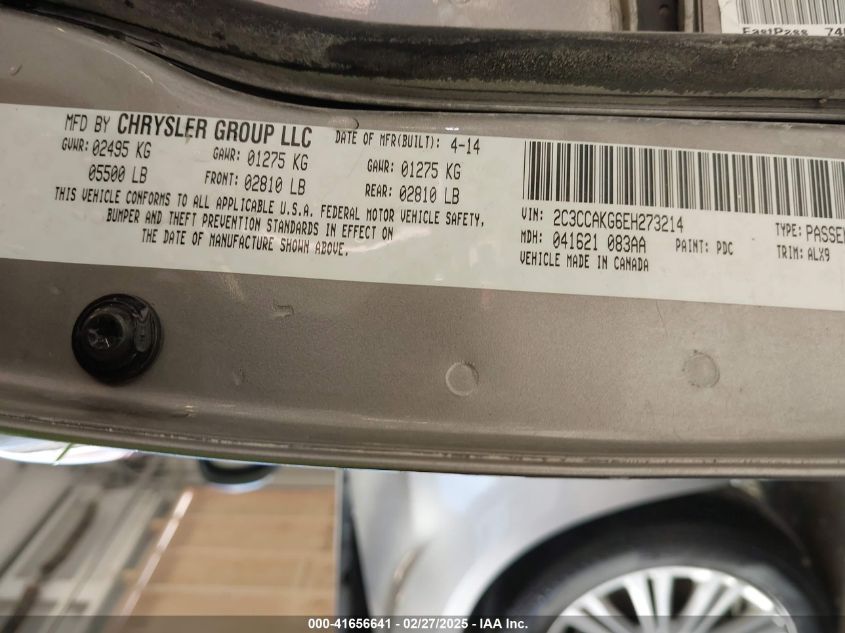 EastPass 74
MFD BY CHRYSLER GROUP LLC DATE OF MFR(BUILT): 4-14
GVWR: 02495 KG GAWR: 01275 KG GAWR: 01275 KG
05500 LB FRONT: 02810 LB REAR: 02810 LB
THIS VEHICLE CONFORMS TO ALL APPLICABLE U.S.A. FEDERAL MOTOR VEHICLE SAFETY,
BUMPER AND THEFT PREVENTION STANDARDS IN EFFECT ON
THE DATE OF MANUFACTURE SHOWN ABOVE.
VIN: 2C3CCAKG6EH273214 TYPE: PASSEN
MDH: 041621 083AA PAINT: PDC TRIM: ALX9
VEHICLE MADE IN CANADA
000-41656641 - 02/27/2025 - IAA Inc.